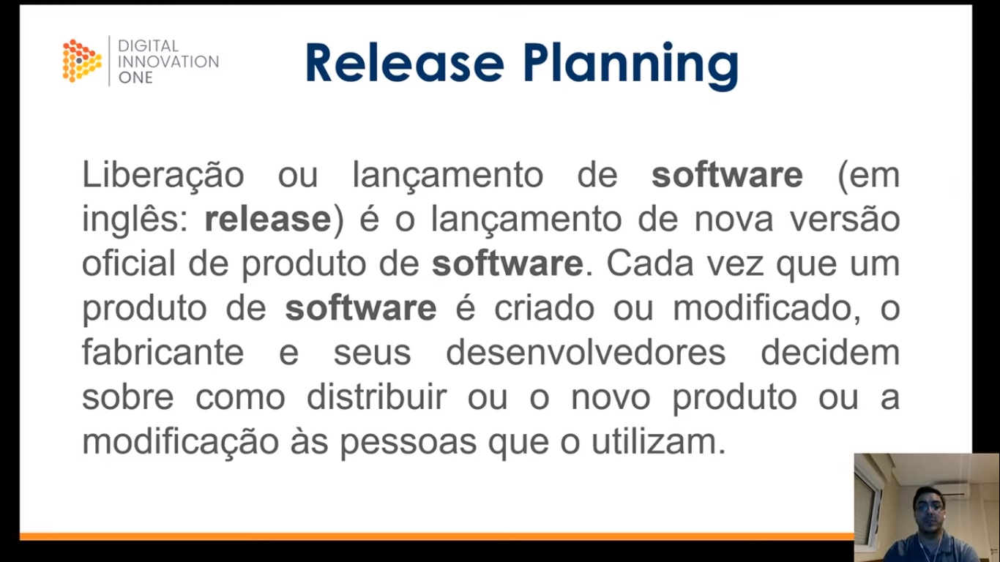 DIGITAL
INNOVATION
ONE
Release Planning
Liberação ou lançamento de software (em
inglês: release) é o lançamento de nova versão
oficial de produto de software. Cada vez que um
produto de software é criado ou modificado, o
fabricante e seus desenvolvedores decidem
sobre como distribuir ou o novo produto ou a
modificação às pessoas que o utilizam.